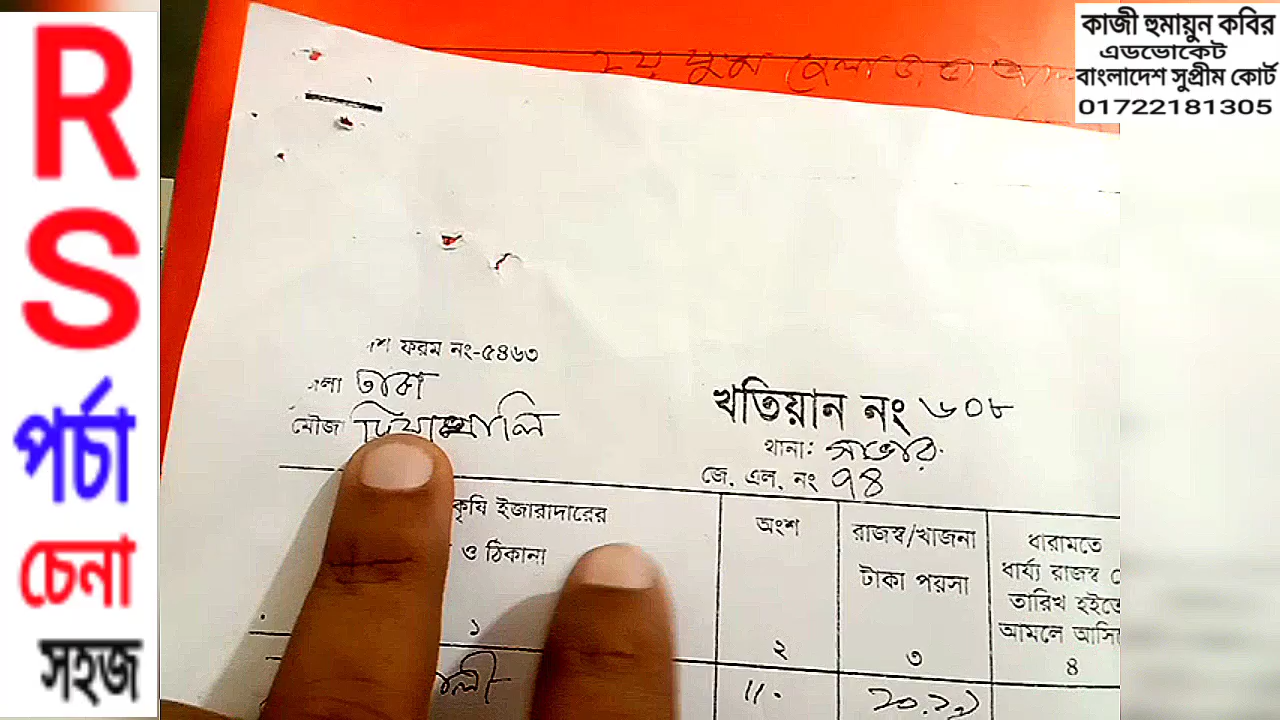 RS
পর্চা
চেনা
সহজ
কাজী হুমায়ুন কবির
এডভোকেট
বাংলাদেশ সুপ্রীম কোর্ট
01722181305
ফরম নং-৫৪৬৩
ঢাকা
মৌজা
খতিয়ান নং ৬০৮
থানা: সাভার
জে. এল. নং ৭৪
কৃষি ইজারাদারের
ও ঠিকানা
অংশ
রাজস্ব/খাজনা
টাকা পয়সা
ধারামতে
ধার্য্য রাজস্ব
তারিখ হইতে
আমলে
১
২
৩
৪